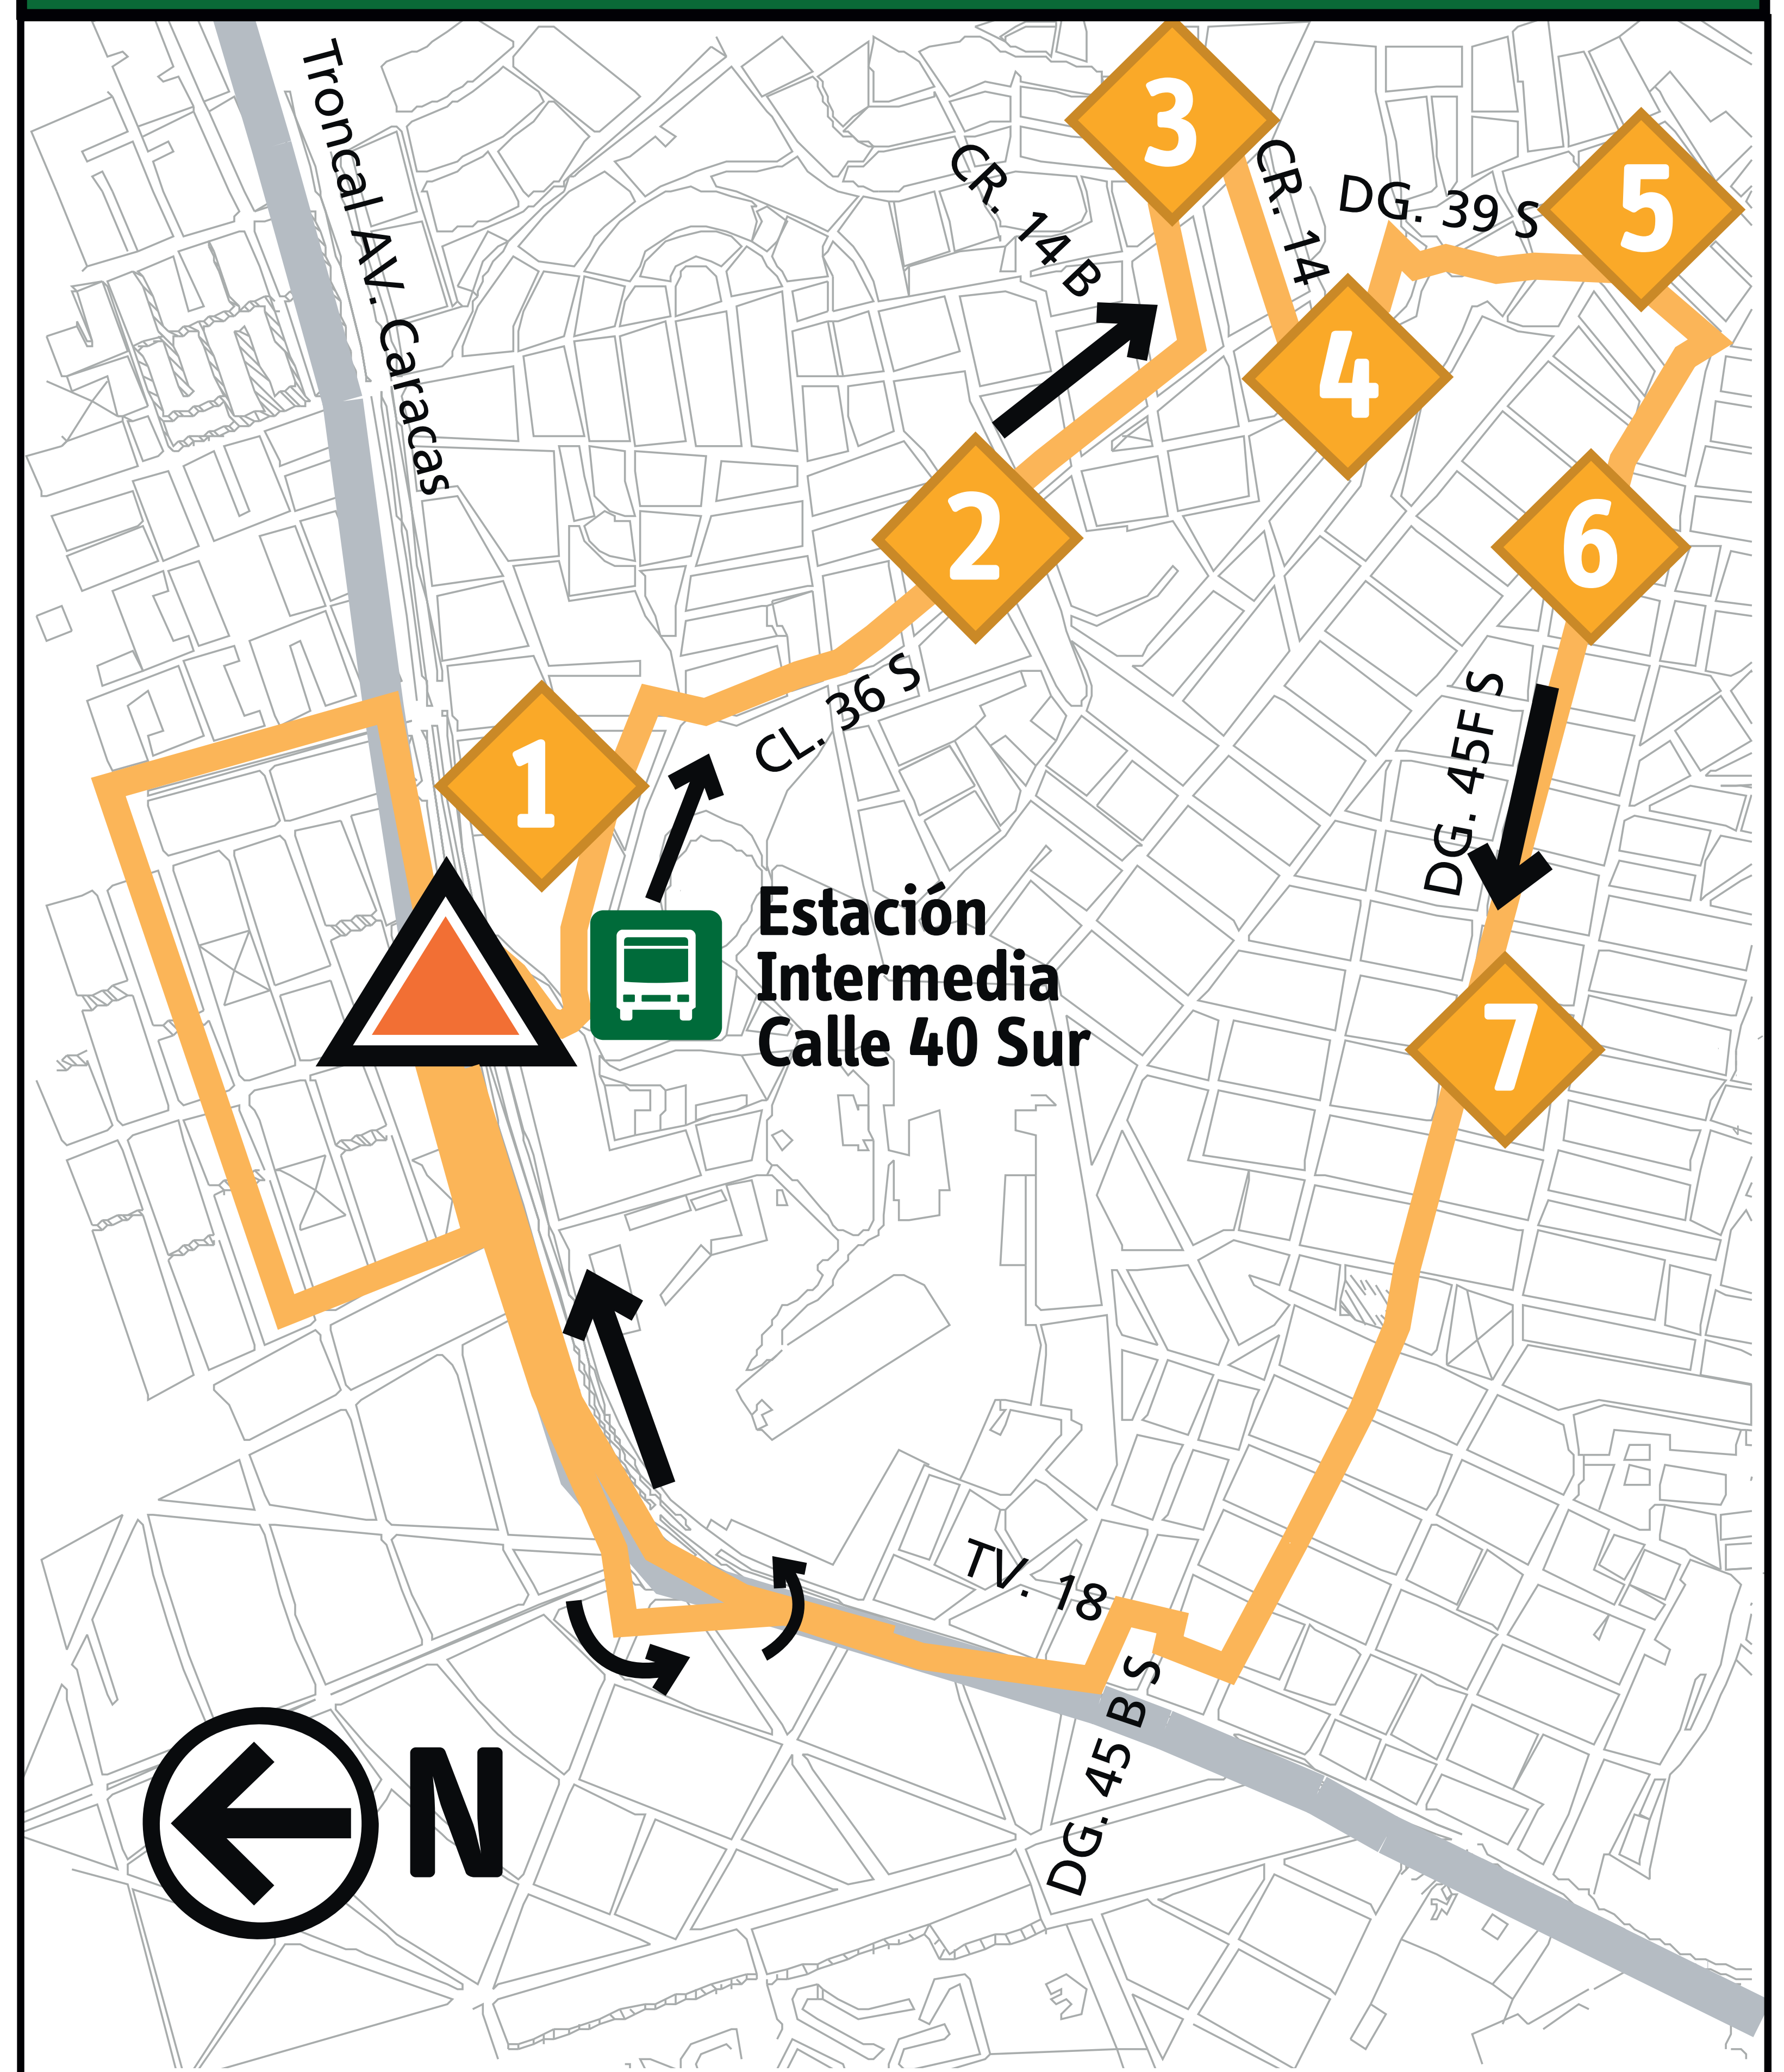 Troncal AV. Caracas
3
CR. 14 B
CR. 14
DG. 39 S
5
4
2
6
CL. 36 S
1
DG. 45F S
Estación
Intermedia
Calle 40 Sur
7
TV. 18
DG. 45 B S
N